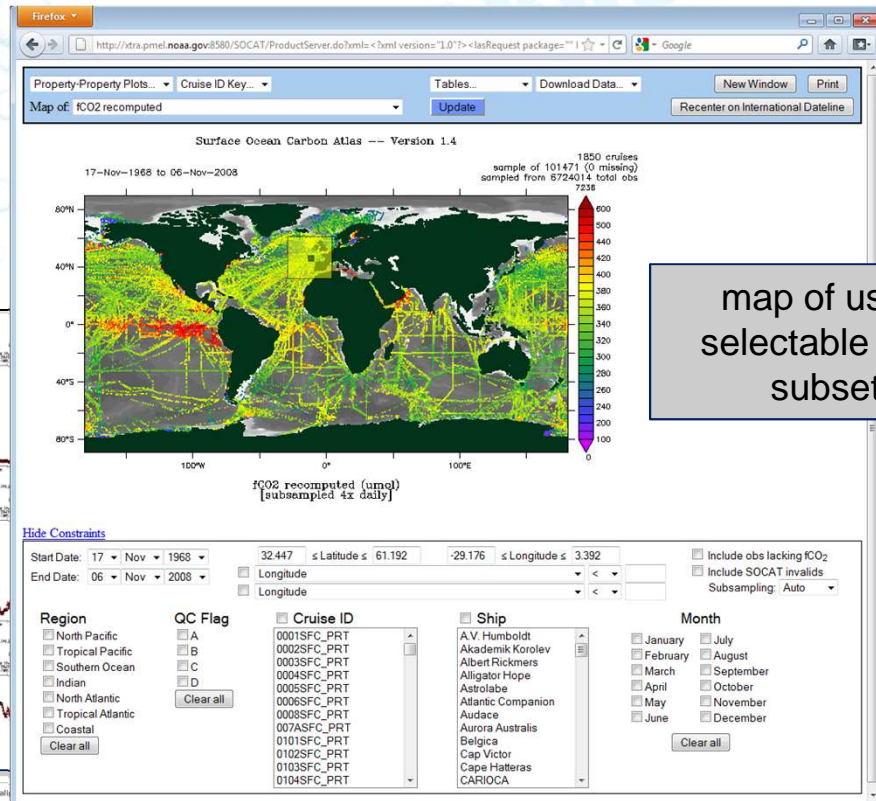 Firefox
http://xtra.pmel.noaa.gov:8580/SOCAT/ProductServer.do?xml=<?xml version="1.0"?><lasRequest package="" l
Google
Property-Property Plots... Cruise ID Key... Tables... Download Data... New Window Print
Map of: fCO2 recomputed Update Recenter on International Dateline
Surface Ocean Carbon Atlas -- Version 1.4
1850 cruises
17-Nov-1968 to 06-Nov-2008
sample of 101471 (0 missing)
sampled from 6724014 total obs
7238
80°N
40°N
0°
40°S
80°S
100°W 0° 100°E
600
500
440
420
400
380
360
340
320
300
280
260
240
200
100
0
fCO2 recomputed (umol)
[subsampled 4x daily]
map of us
selectable
subset
Hide Constraints
Start Date: 17 Nov 1968
32.447 ≤ Latitude ≤ 61.192 -29.176 ≤ Longitude ≤ 3.392
Include obs lacking fCO2
End Date: 06 Nov 2008
Longitude <
Include SOCAT invalids
Longitude <
Subsampling: Auto
Region
North Pacific
Tropical Pacific
Southern Ocean
Indian
North Atlantic
Tropical Atlantic
Coastal
Clear all
QC Flag
A
B
C
D
Clear all
Cruise ID
0001SFC_PRT
0002SFC_PRT
0003SFC_PRT
0004SFC_PRT
0005SFC_PRT
0006SFC_PRT
0008SFC_PRT
007ASFC_PRT
0101SFC_PRT
0102SFC_PRT
0103SFC_PRT
0104SFC_PRT
Ship
A.V. Humboldt
Akademik Korolev
Albert Rickmers
Alligator Hope
Astrolabe
Atlantic Companion
Audace
Aurora Australis
Belgica
Cap Victor
Cape Hatteras
CARIOCA
Month
January July
February August
March September
April October
May November
June December
Clear all